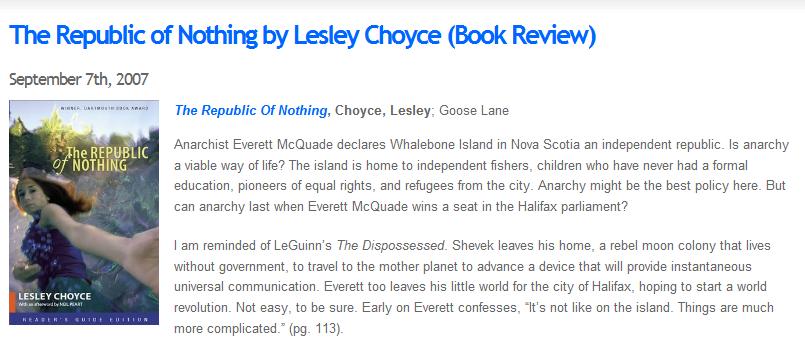 The Republic of Nothing by Lesley Choyce (Book Review)
September 7th, 2007
WINNER, DARTMOUTH BOOK AWARD
The REPUBLIC
of NOTHING
LESLEY CHOYCE
With an afterword by NEIL PEART
READER'S GUIDE EDITION
The Republic Of Nothing, Choyce, Lesley; Goose Lane
Anarchist Everett McQuade declares Whalebone Island in Nova Scotia an independent republic. Is anarchy
a viable way of life? The island is home to independent fishers, children who have never had a formal
education, pioneers of equal rights, and refugees from the city. Anarchy might be the best policy here. But
can anarchy last when Everett McQuade wins a seat in the Halifax parliament?
I am reminded of LeGuinn's The Dispossessed. Shevek leaves his home, a rebel moon colony that lives
without government, to travel to the mother planet to advance a device that will provide instantaneous
universal communication. Everett too leaves his little world for the city of Halifax, hoping to start a world
revolution. Not easy, to be sure. Early on Everett confesses, “It's not like on the island. Things are much
more complicated.” (pg. 113).